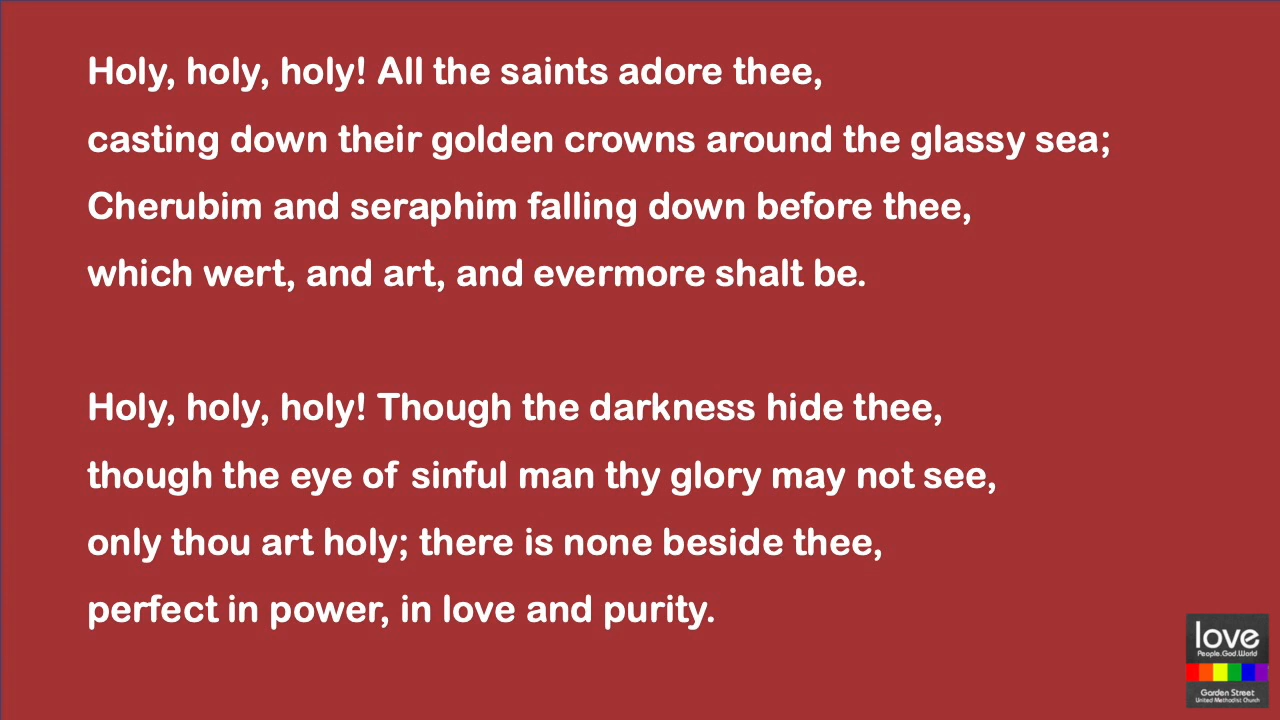 Holy, holy, holy! All the saints adore thee,
casting down their golden crowns around the glassy sea;
Cherubim and seraphim falling down before thee,
which wert, and art, and evermore shalt be.
Holy, holy, holy! Though the darkness hide thee,
though the eye of sinful man thy glory may not see,
only thou art holy; there is none beside thee,
perfect in power, in love and purity.
love
People.God.World
Garden Street
United Methodist Church